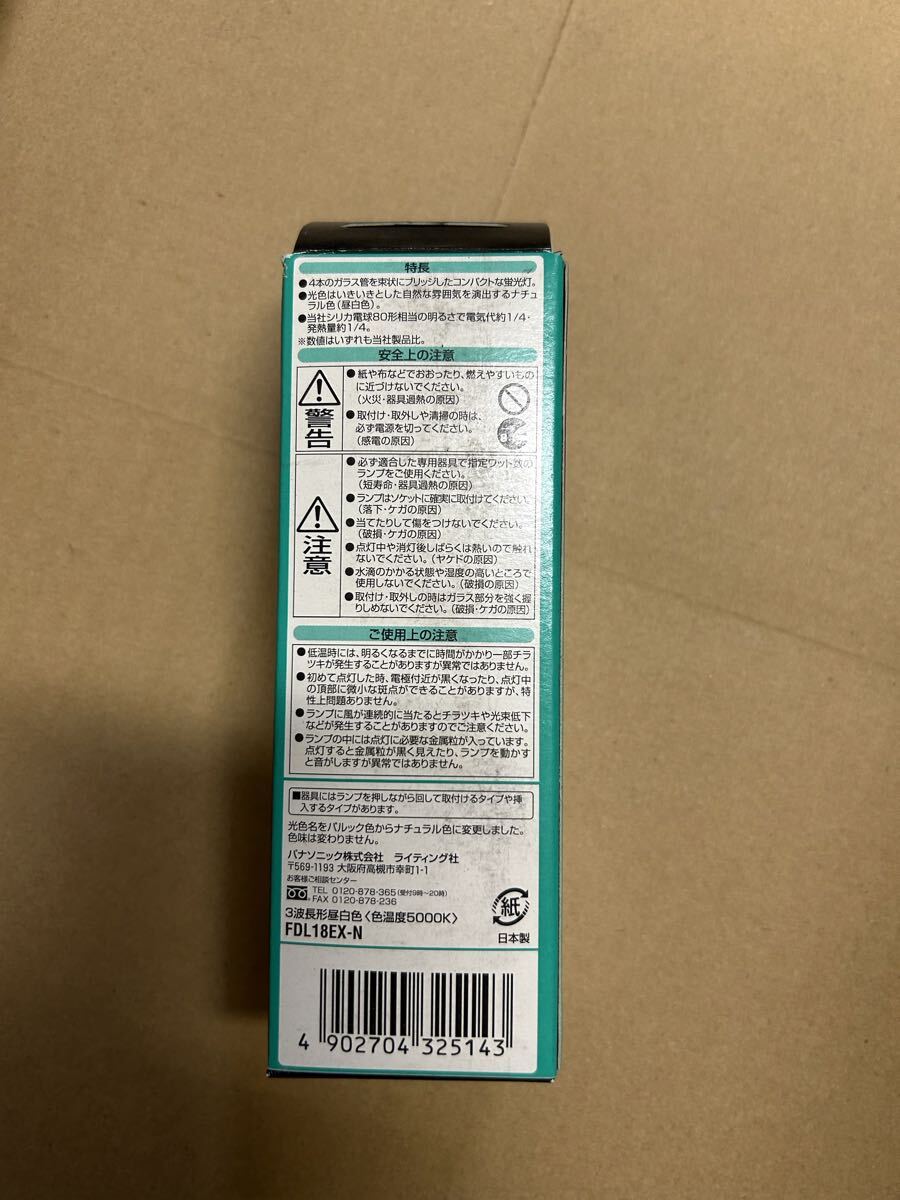 特長
●4本のガラス管を束状にブリッジしたコンパクトな蛍光灯。
●光色はいきいきとした自然な雰囲気を演出するナチュ
ラル色(昼白色)。
●当社シリカ電球80形相当の明るさで電気代約1/4・
発熱量約1/4。
※数値はいずれも当社製品比。
安全上の注意
警告
●紙や布などでおおったり、燃えやすいもの
に近づけないでください。
(火災・器具過熱の原因)
●取付け・取外しや清掃の時は、
必ず電源を切ってください。
(感電の原因)
注意
●必ず適合した専用器具で指定ワット数の
ランプをご使用ください。
(短寿命・器具過熱の原因)
●ランプはソケットに確実に取付けてください。
(落下・ケガの原因)
●当てたりして傷をつけないでください。
(破損・ケガの原因)
●点灯中や消灯後しばらくは熱いので触れ
ないでください。(ヤケドの原因)
●水滴のかかる状態や湿度の高いところで
使用しないでください。(破損の原因)
●取付け・取外しの時はガラス部分を強く握
りしめないでください。(破損・ケガの原因)
ご使用上の注意
●低温時には、明るくなるまでに時間がかかり一部チラ
ツキが発生することがありますが異常ではありません。
●初めて点灯した時、電極付近が黒くなったり、点灯中
の頂部に微小な斑点ができることがありますが、特
性上問題ありません。
●ランプに風が連続的に当たるとチラツキや光束低下
などが発生することがありますのでご注意ください。
●ランプの中には点灯に必要な金属粒が入っています。
点灯すると金属粒が黒く見えたり、ランプを動かす
と音がしますが異常ではありません。
■器具にはランプを押しながら回して取付けるタイプや挿
入するタイプがあります。
光色名をパルック色からナチュラル色に変更しました。
色味は変わりません。
パナソニック株式会社 ライティング社
〒569-1193 大阪府高槻市幸町1-1
お客様ご相談センター
TEL 0120-878-365(受付9時～20時)
FAX 0120-878-236
3波長形昼白色〈色温度5000K〉
FDL18EX-N
紙
日本製
4 902704 325143